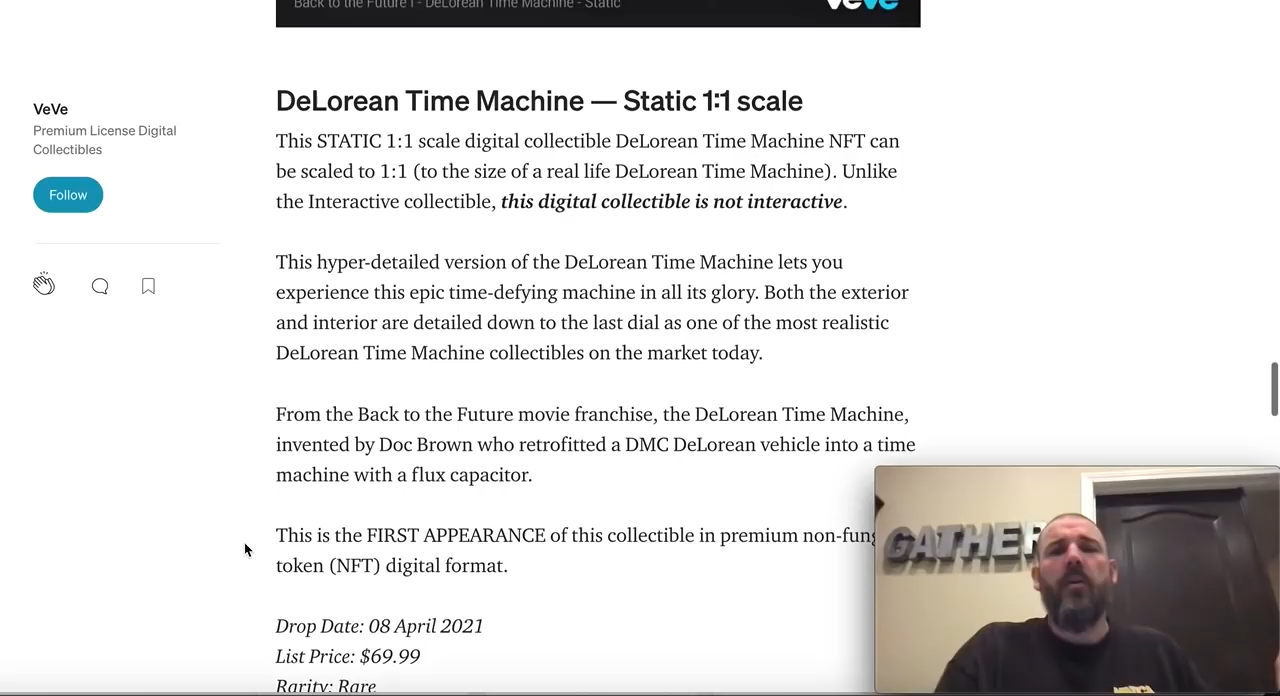 Back to the Future I - DeLorean Time Machine - Static
veve
VeVe
Premium License Digital
Collectibles
Follow
DeLorean Time Machine — Static 1:1 scale
This STATIC 1:1 scale digital collectible DeLorean Time Machine NFT can
be scaled to 1:1 (to the size of a real life DeLorean Time Machine). Unlike
the Interactive collectible, this digital collectible is not interactive.
This hyper-detailed version of the DeLorean Time Machine lets you
experience this epic time-defying machine in all its glory. Both the exterior
and interior are detailed down to the last dial as one of the most realistic
DeLorean Time Machine collectibles on the market today.
From the Back to the Future movie franchise, the DeLorean Time Machine,
invented by Doc Brown who retrofitted a DMC DeLorean vehicle into a time
machine with a flux capacitor.
This is the FIRST APPEARANCE of this collectible in premium non-fung
token (NFT) digital format.
Drop Date: 08 April 2021
List Price: $69.99
Rarity: Rare
GATHER